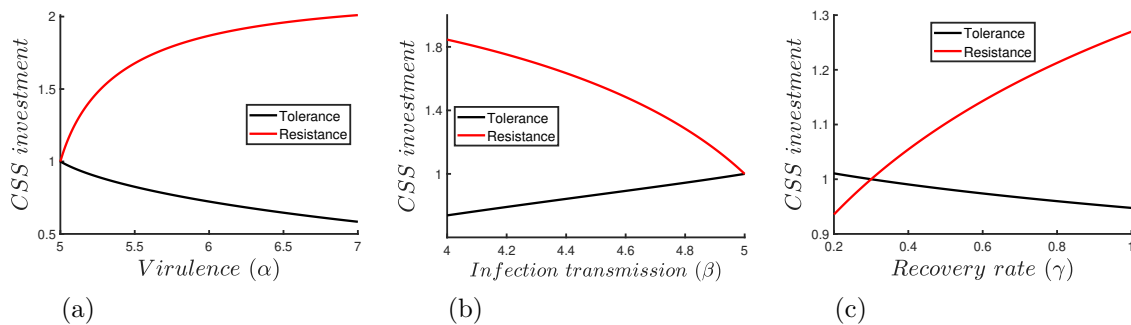 CSS investment
2
1.5
1
0.5
Tolerance
Resistance
5
5.5
6
6.5
7
Virulence (α)
(a)
CSS investment
1.8
1.4
1
Tolerance
Resistance
4
4.2
4.4
4.6
4.8
5
Infection transmission (β)
(b)
CSS investment
1.3
1.2
1.1
1
0.9
Tolerance
Resistance
0.2
0.4
0.6
0.8
1
Recovery rate (γ)
(c)